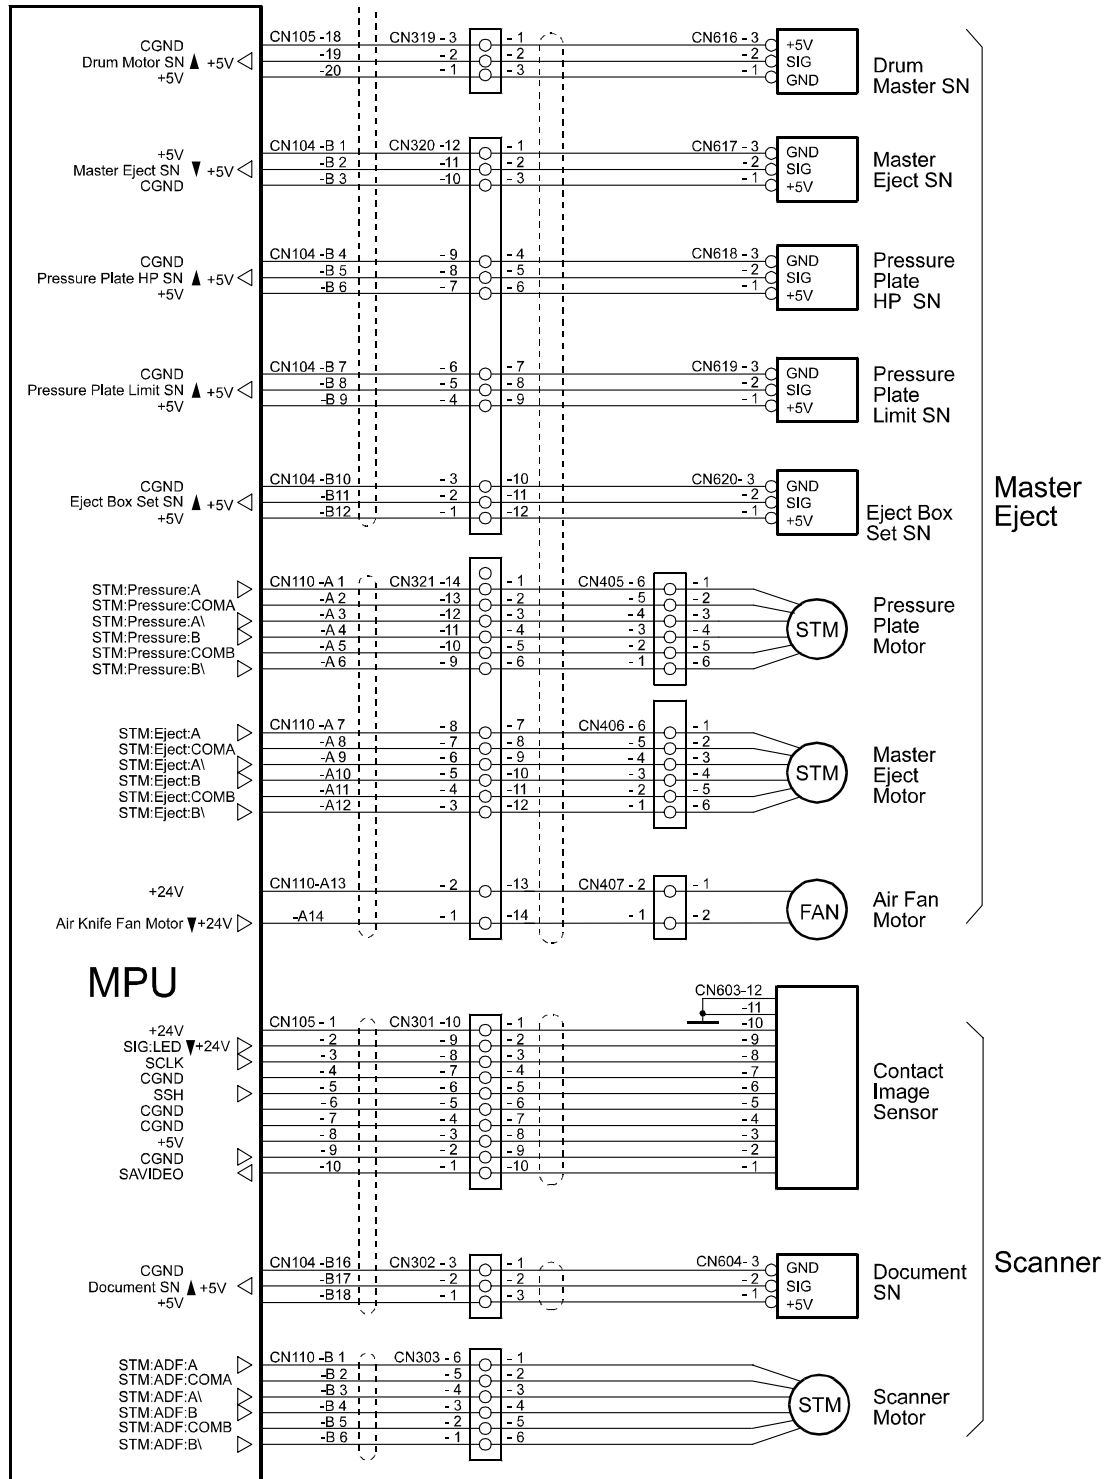 CGND CN105 -18 CN319 - 3 - 1 CN616 - 3 +5V
Drum Motor SN ▲ +5V -19 - 2 - 2 - 2 SIG Drum
+5V -20 - 1 - 3 - 1 GND Master SN
+5V CN104 -B 1 CN320 -12 - 1 CN617 - 3 GND Master
Master Eject SN ▼ +5V -B 2 -11 - 2 - 2 SIG Eject SN
CGND -B 3 -10 - 3 - 1 +5V
CGND CN104 -B 4 - 9 - 4 CN618 - 3 GND Pressure
Pressure Plate HP SN ▲ +5V -B 5 - 8 - 5 - 2 SIG Plate
+5V -B 6 - 7 - 6 - 1 +5V HP SN
CGND CN104 -B 7 - 6 - 7 CN619 - 3 GND Pressure
Pressure Plate Limit SN ▲ +5V -B 8 - 5 - 8 - 2 SIG Plate
+5V -B 9 - 4 - 9 - 1 +5V Limit SN
CGND CN104 -B10 - 3 -10 CN620- 3 GND
Eject Box Set SN ▲ +5V -B11 - 2 -11 - 2 SIG Eject Box
+5V -B12 - 1 -12 - 1 +5V Set SN
Master
Eject
STM:Pressure:A CN110 -A 1 CN321 -14 - 1 CN405 - 6 - 1
STM:Pressure:COMA -A 2 -13 - 2 - 5 - 2
STM:Pressure:A\ -A 3 -12 - 3 - 4 - 3
STM:Pressure:B -A 4 -11 - 4 - 3 - 4
STM:Pressure:COMB -A 5 -10 - 5 - 2 - 5
STM:Pressure:B\ -A 6 - 9 - 6 - 1 - 6
STM
Pressure
Plate
Motor
STM:Eject:A CN110 -A 7 - 8 - 7 CN406 - 6 - 1
STM:Eject:COMA -A 8 - 7 - 8 - 5 - 2
STM:Eject:A\ -A 9 - 6 - 9 - 4 - 3
STM:Eject:B -A10 - 5 -10 - 3 - 4
STM:Eject:COMB -A11 - 4 -11 - 2 - 5
STM:Eject:B\ -A12 - 3 -12 - 1 - 6
STM
Master
Eject
Motor
+24V CN110-A13 - 2 -13 CN407 - 2 - 1
Air Knife Fan Motor ▼+24V -A14 - 1 -14 - 1 - 2
FAN
Air Fan
Motor
MPU
CN603-12
-11
+24V CN105 - 1 CN301 -10 - 1 -10
SIG:LED ▼+24V - 2 - 9 - 2 - 9
SCLK - 3 - 8 - 3 - 8
CGND - 4 - 7 - 4 - 7
SSH - 5 - 6 - 5 - 6
CGND - 6 - 5 - 6 - 5
CGND - 7 - 4 - 7 - 4
+5V - 8 - 3 - 8 - 3
CGND - 9 - 2 - 9 - 2
SAVIDEO -10 - 1 -10 - 1
Contact
Image
Sensor
Scanner
CGND CN104 -B16 CN302 - 3 - 1 CN604- 3 GND
Document SN ▲ +5V -B17 - 2 - 2 - 2 SIG Document
+5V -B18 - 1 - 3 - 1 +5V SN
STM:ADF:A CN110 -B 1 CN303 - 6 - 1
STM:ADF:COMA -B 2 - 5 - 2
STM:ADF:A\ -B 3 - 4 - 3
STM:ADF:B -B 4 - 3 - 4
STM:ADF:COMB -B 5 - 2 - 5
STM:ADF:B\ -B 6 - 1 - 6
STM
Scanner
Motor